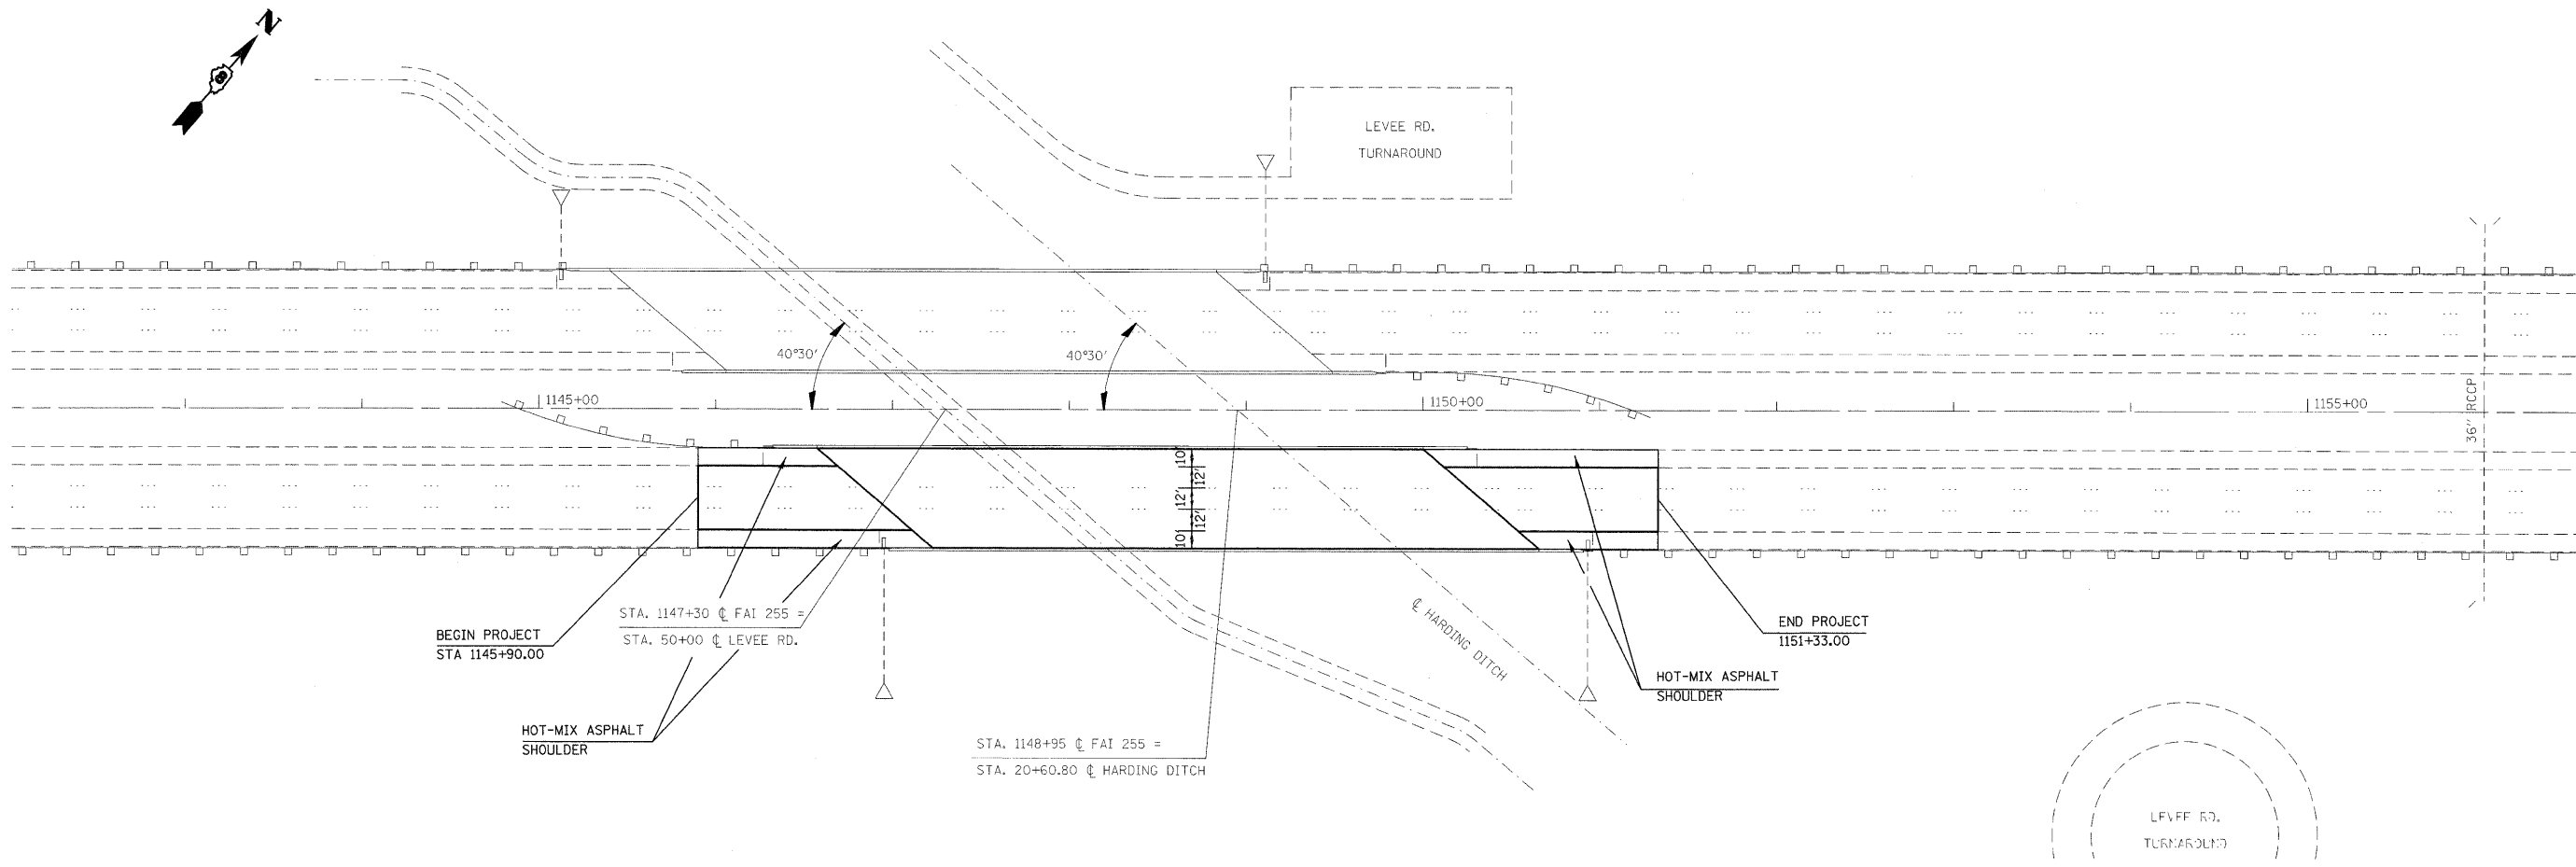 N
8
LEVEE RD.
TURNAROUND
40°30'
40°30'
1145+00
1150+00
1155+00
36" RCCP
10'
12'
12'
12'
10'
STA. 1147+30 ℄ FAI 255 =
STA. 50+00 ℄ LEVEE RD.
BEGIN PROJECT
STA 1145+90.00
HOT-MIX ASPHALT
SHOULDER
℄ HARDING DITCH
END PROJECT
1151+33.00
HOT-MIX ASPHALT
SHOULDER
STA. 1148+95 ℄ FAI 255 =
STA. 20+60.80 ℄ HARDING DITCH
LEVEE RD.
TURNAROUND